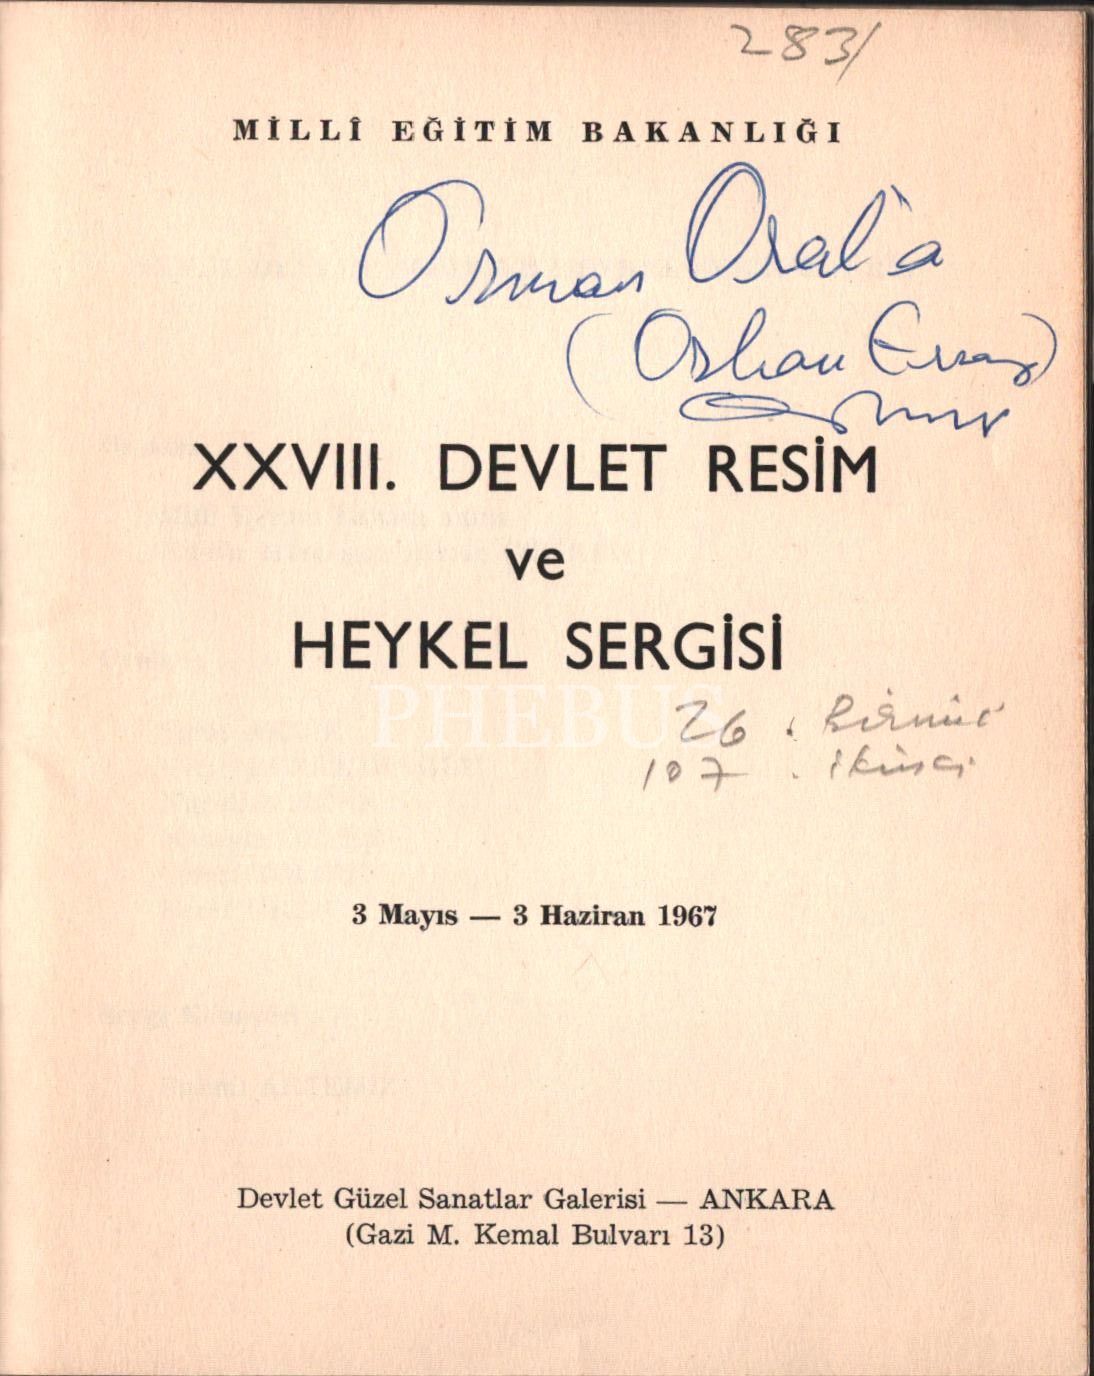 283/
MİLLÎ EĞİTİM BAKANLIĞI
Osman Oral'a
(Orhan Ersoy)
XXVIII. DEVLET RESİM
ve
HEYKEL SERGİSİ
PHEBUS
26. Birinci
107. ikinci
3 Mayıs — 3 Haziran 1967
Devlet Güzel Sanatlar Galerisi — ANKARA
(Gazi M. Kemal Bulvarı 13)